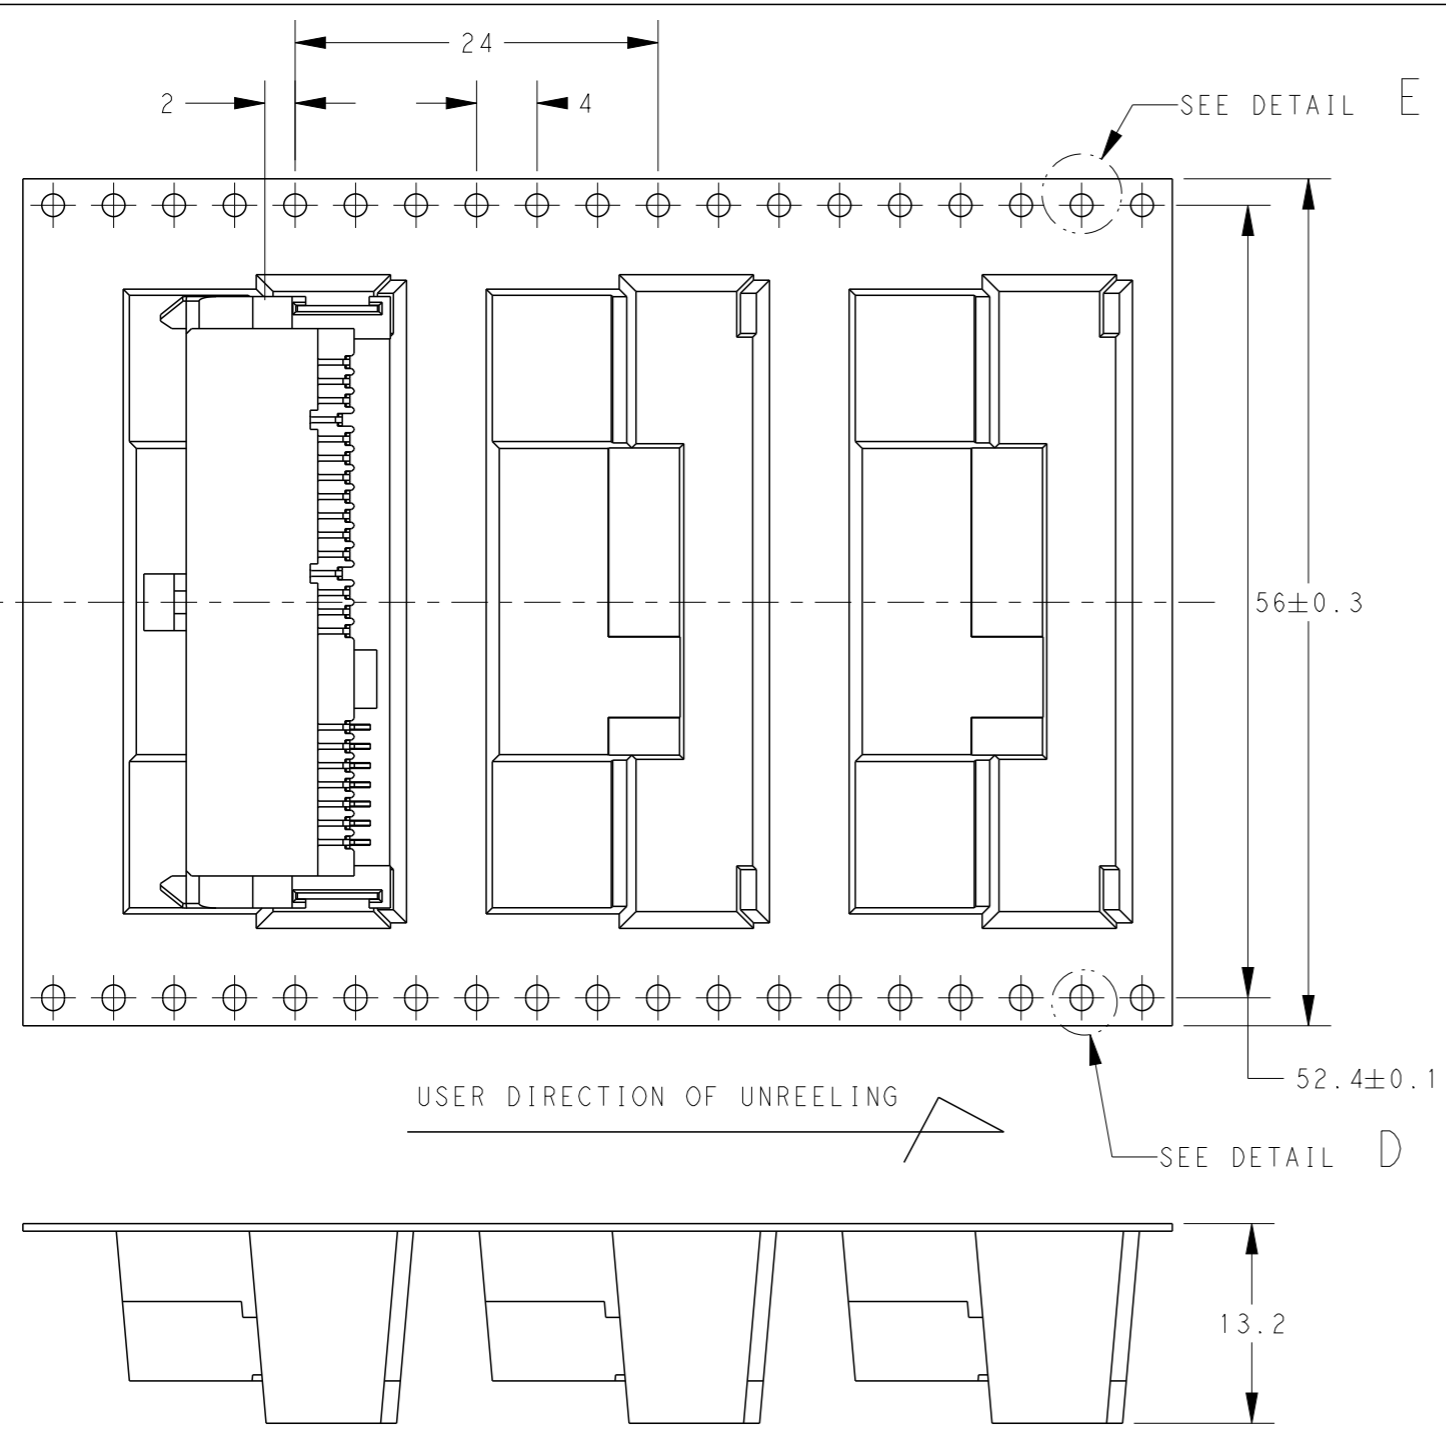 24
2
4
SEE DETAIL E
56±0.3
52.4±0.1
USER DIRECTION OF UNREELING
SEE DETAIL D
13.2